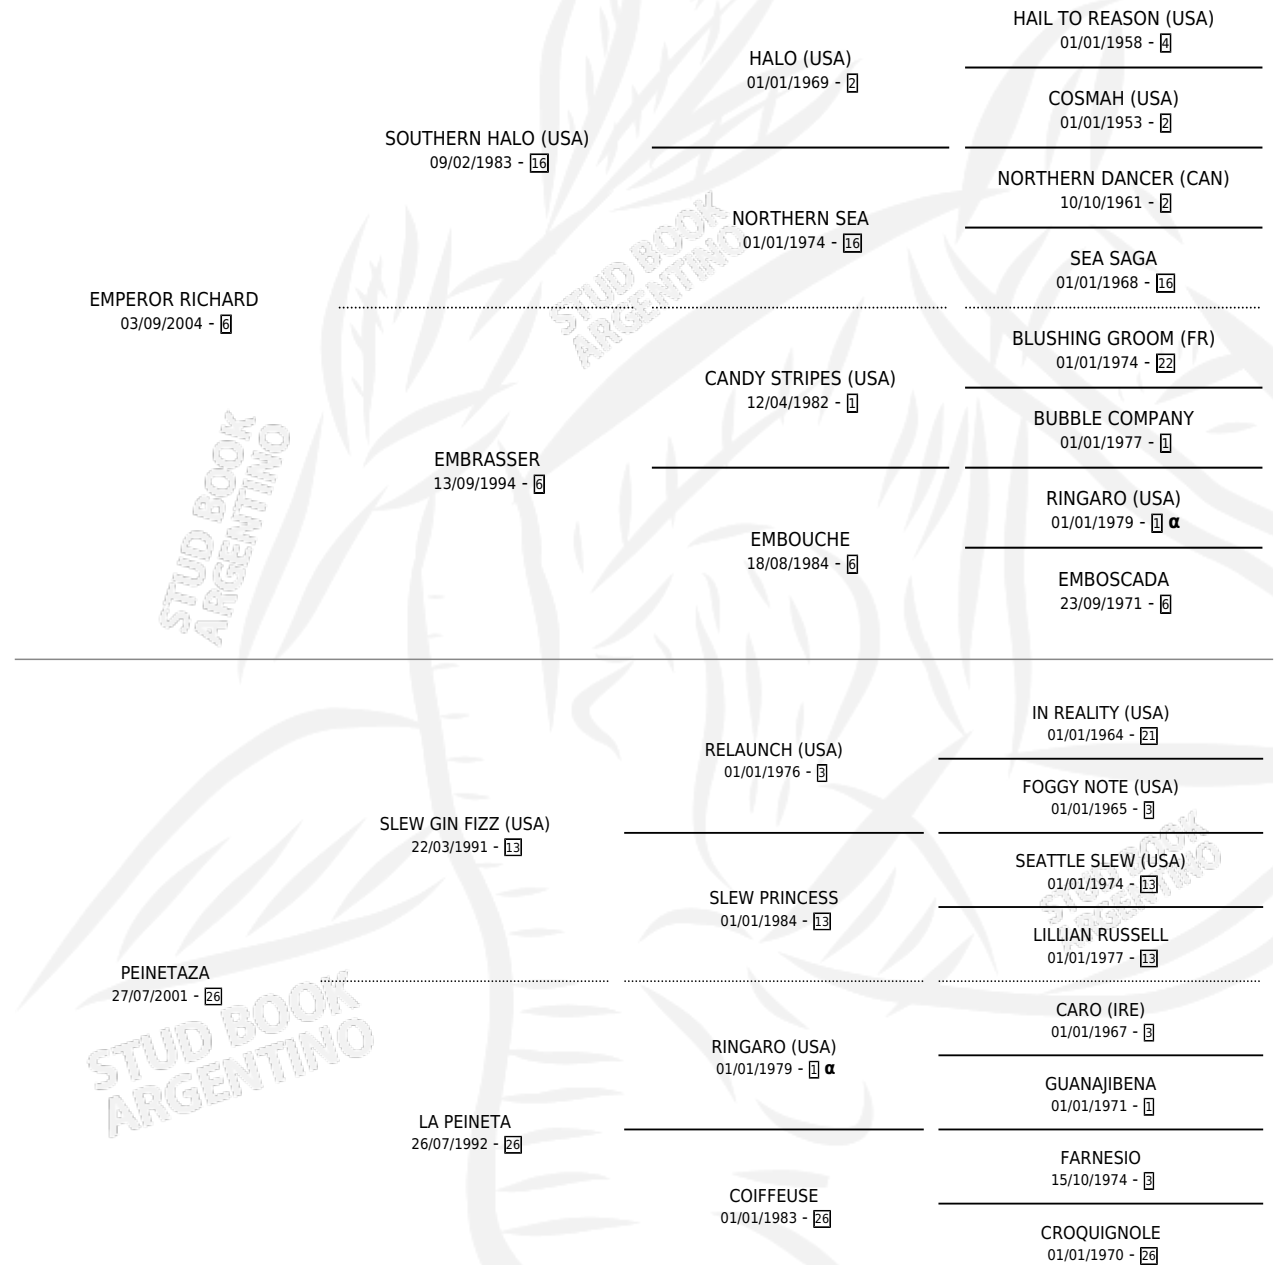 HAIL TO REASON (USA)
01/01/1958 - 4
HALO (USA)
01/01/1969 - 2
COSMAH (USA)
01/01/1953 - 2
SOUTHERN HALO (USA)
09/02/1983 - 16
NORTHERN DANCER (CAN)
10/10/1961 - 2
NORTHERN SEA
01/01/1974 - 16
SEA SAGA
01/01/1968 - 16
STUD BOOK
ARGENTINO
EMPEROR RICHARD
03/09/2004 - 6
BLUSHING GROOM (FR)
01/01/1974 - 22
CANDY STRIPES (USA)
12/04/1982 - 1
BUBBLE COMPANY
01/01/1977 - 1
EMBRASSER
13/09/1994 - 6
RINGARO (USA)
01/01/1979 - 1 α
EMBOUCHE
18/08/1984 - 6
EMBOSCADA
23/09/1971 - 6
STUD BOOK
ARGENTINO
IN REALITY (USA)
01/01/1964 - 21
RELAUNCH (USA)
01/01/1976 - 3
FOGGY NOTE (USA)
01/01/1965 - 3
SLEW GIN FIZZ (USA)
22/03/1991 - 13
SEATTLE SLEW (USA)
01/01/1974 - 13
SLEW PRINCESS
01/01/1984 - 13
LILLIAN RUSSELL
01/01/1977 - 13
STUD BOOK
ARGENTINO
PEINETAZA
27/07/2001 - 26
CARO (IRE)
01/01/1967 - 3
RINGARO (USA)
01/01/1979 - 1 α
GUANAJIBENA
01/01/1971 - 1
STUD BOOK
ARGENTINO
LA PEINETA
26/07/1992 - 26
FARNESIO
15/10/1974 - 3
COIFFEUSE
01/01/1983 - 26
CROQUIGNOLE
01/01/1970 - 26